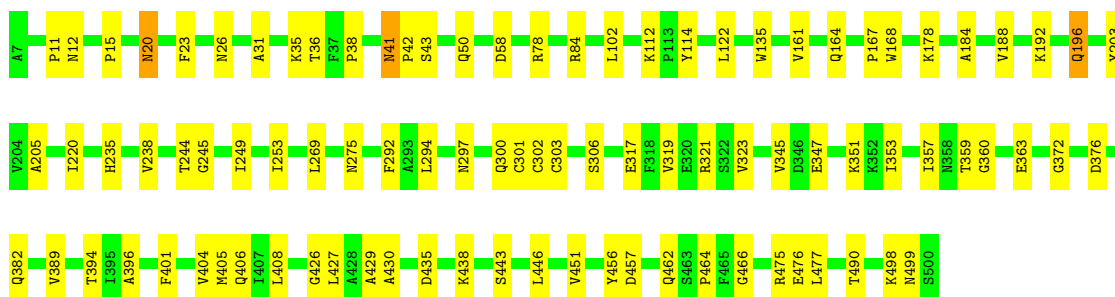 A7 P11 N12 P15 N20 F23 N26 A31 K35 T36 F37 P38 N41 P42 S43 Q50 D58 R78 R84 L102 K112 P113 Y114 L122 W135 V161 Q164 P167 W168 K178 A184 V188 K192 Q196 Y203
V204 A205 I220 H235 V238 T244 G245 I249 I253 L269 N275 F292 A293 L294 N297 Q300 C301 C302 C303 S306 E317 F318 V319 E320 R321 S322 V323 V345 D346 E347 K351 K352 I353 I357 N358 T359 G360 E363 G372 D376
Q382 V389 T394 I395 A396 F401 V404 M405 Q406 I407 L408 G426 L427 A428 A429 A430 D435 K438 S443 L446 V451 Y456 D457 Q462 S463 P464 F465 G466 R475 E476 L477 T490 K498 N499 S500